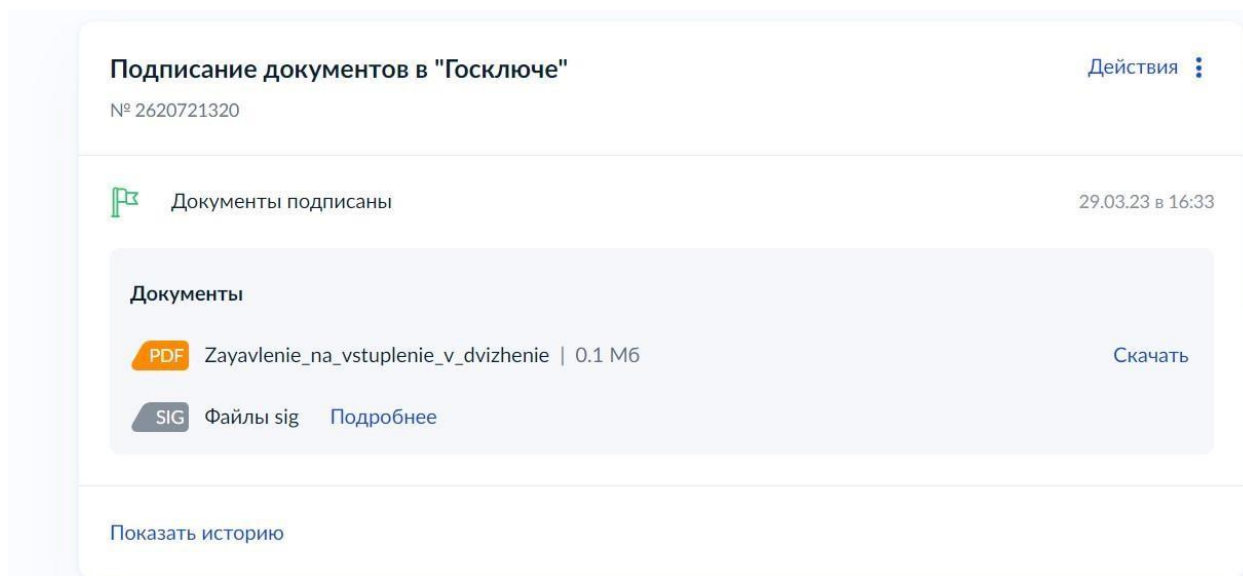 Подписание документов в "Госключе"
Действия
№ 2620721320
Документы подписаны
29.03.23 в 16:33
Документы
PDF Zayavlenie_na_vstuplenie_v_dvizhenie | 0.1 Мб
Скачать
SIG Файлы sig Подробнее
Показать историю